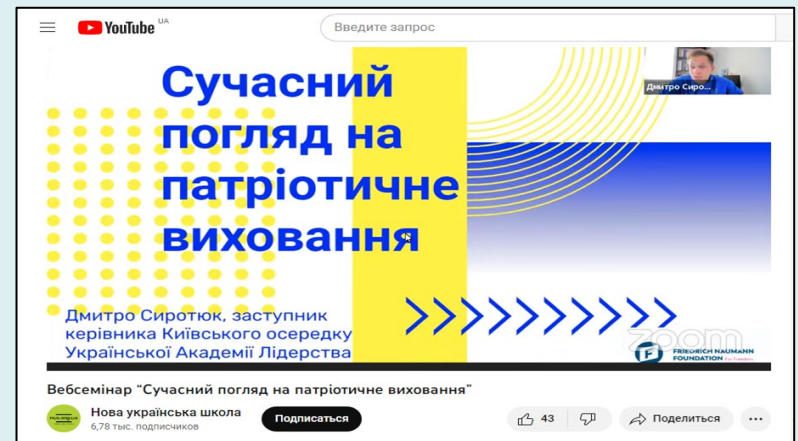 YouTube UA
Введите запрос
Сучасний
погляд на
патріотичне
виховання
Дмитро Сиро...
Дмитро Сиротюк, заступник
керівника Київського осередку
Української Академії Лідерства
zoom
FRIEDRICH NAUMANN
FOUNDATION For Freedom.
Вебсемінар “Сучасний погляд на патріотичне виховання”
Нова українська школа
6,78 тыс. подписчиков
Подписаться
43
Поделиться